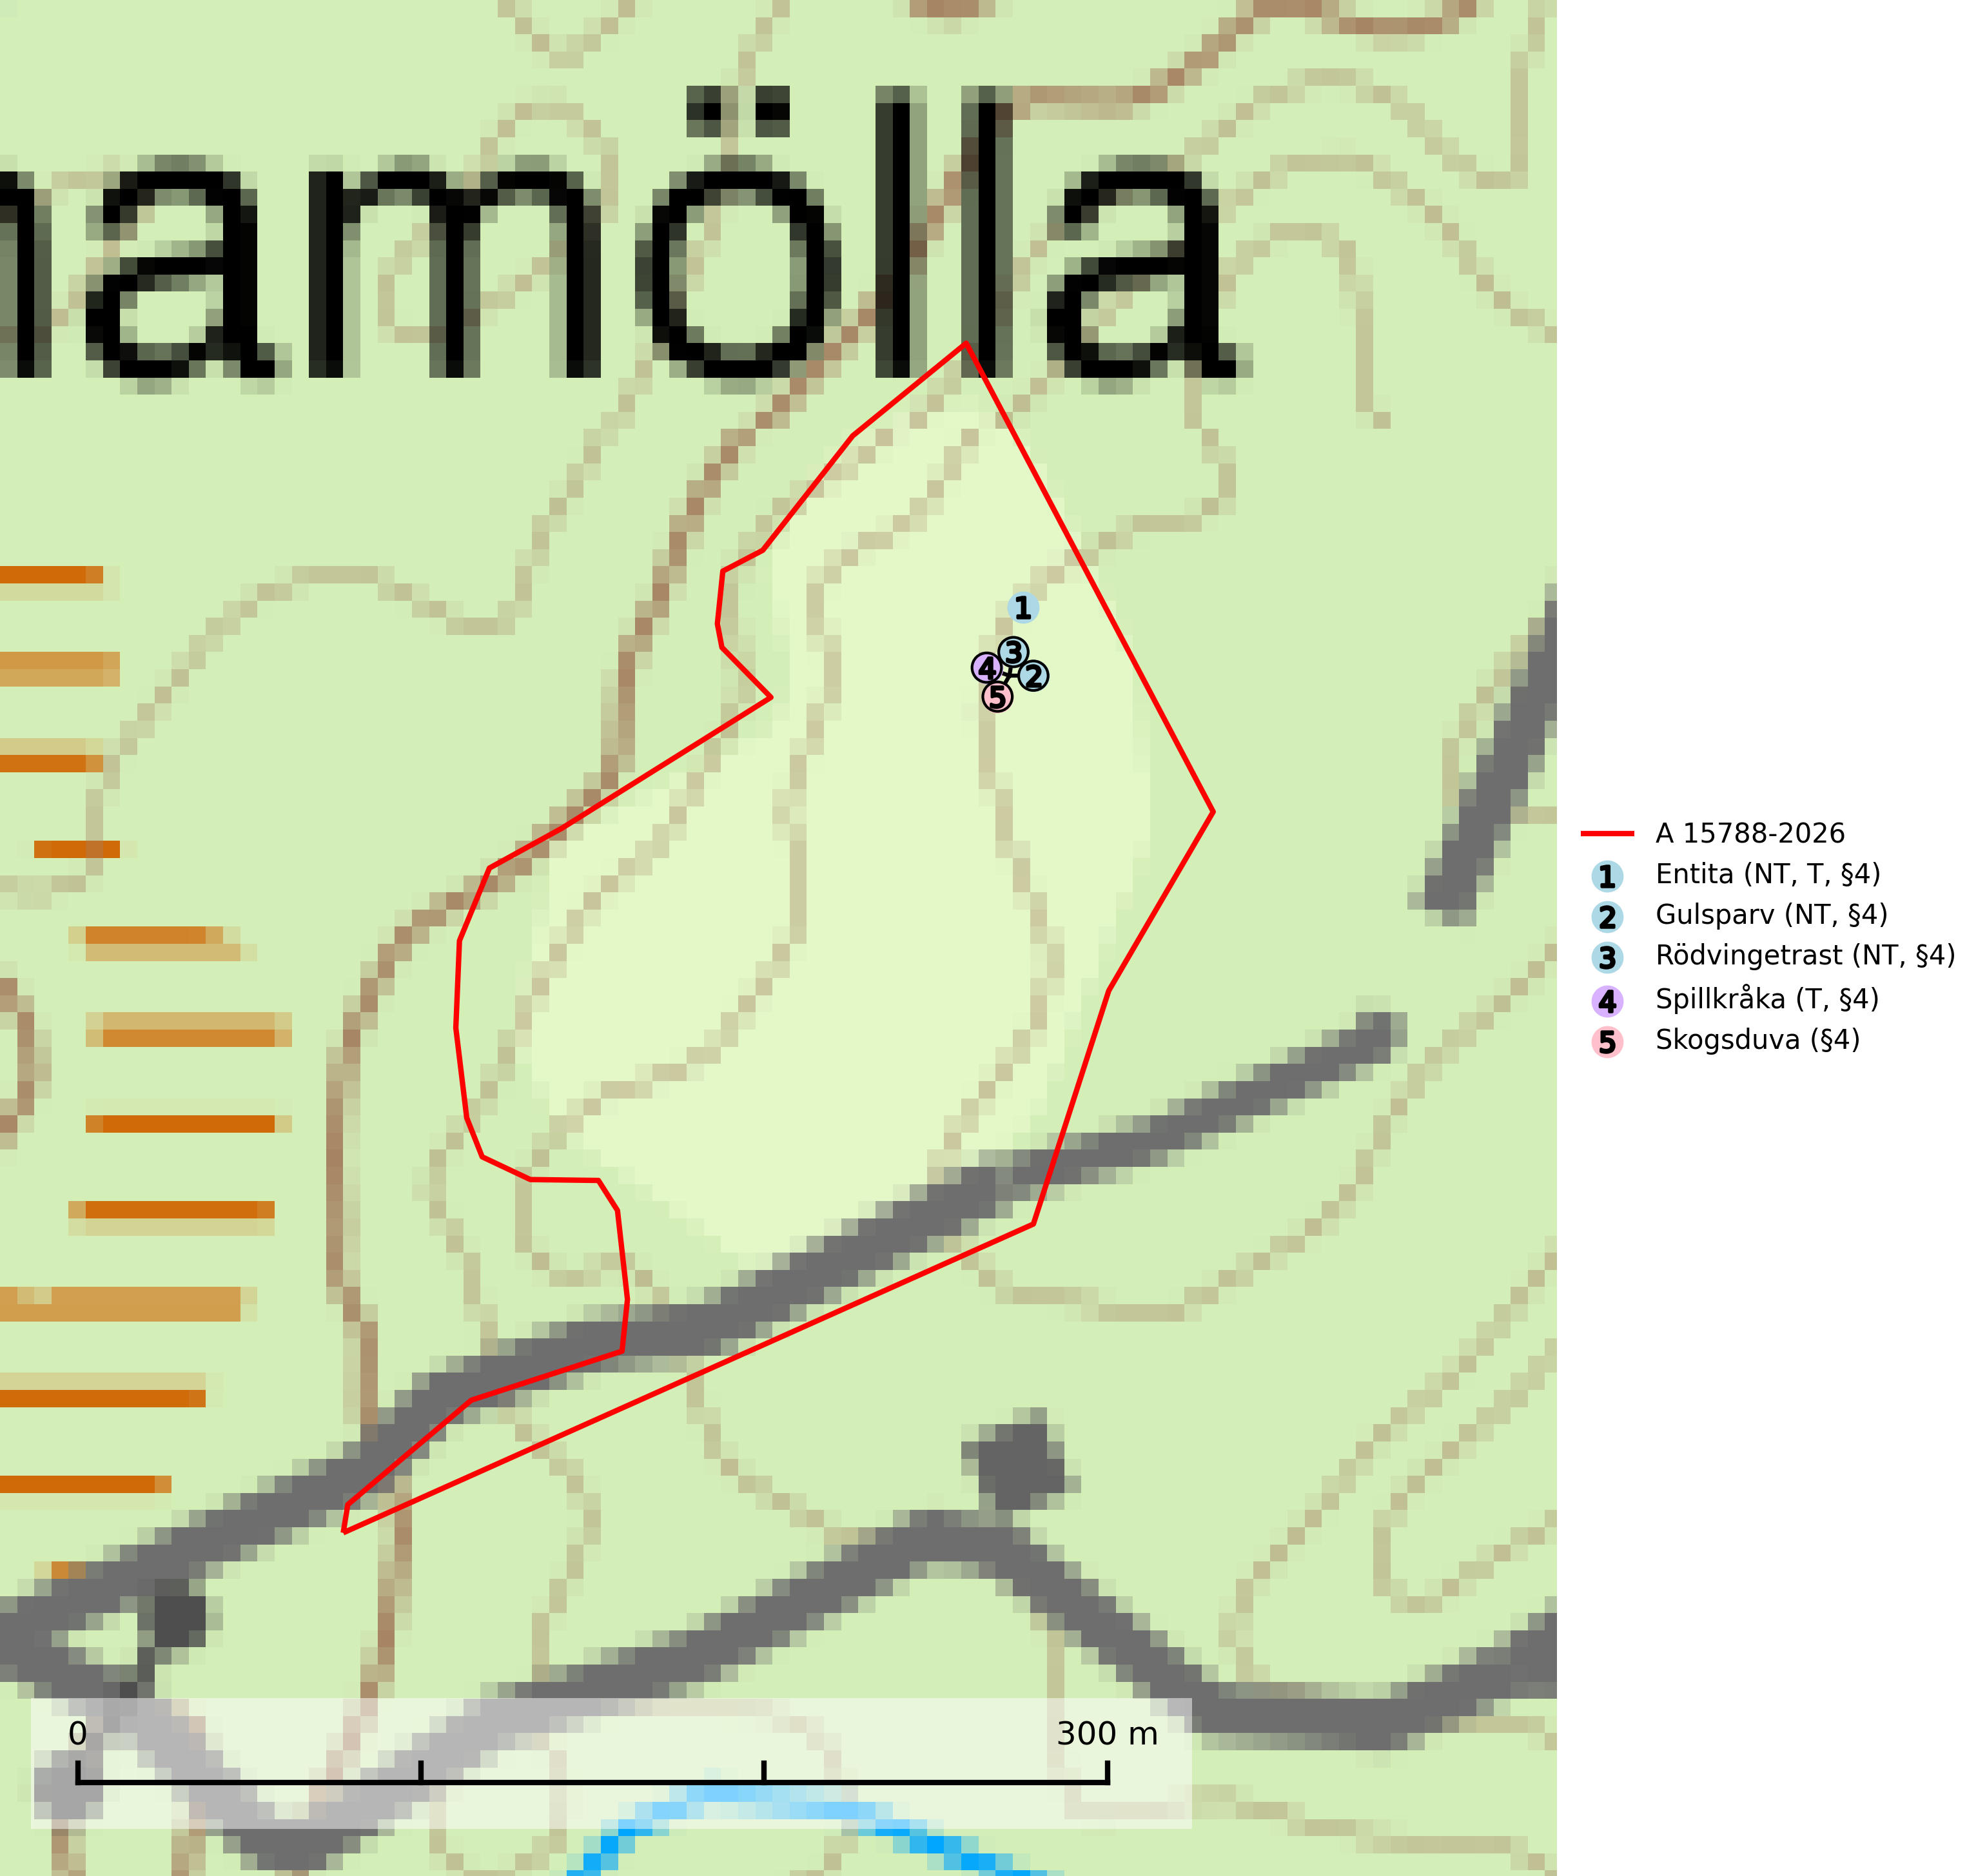 amölla
1
3
4
2
5
A 15788-2026
1 Entita (NT, T, §4)
2 Gulsparv (NT, §4)
3 Rödvingetrast (NT, §4)
4 Spillkråka (T, §4)
5 Skogsduva (§4)
0 300 m